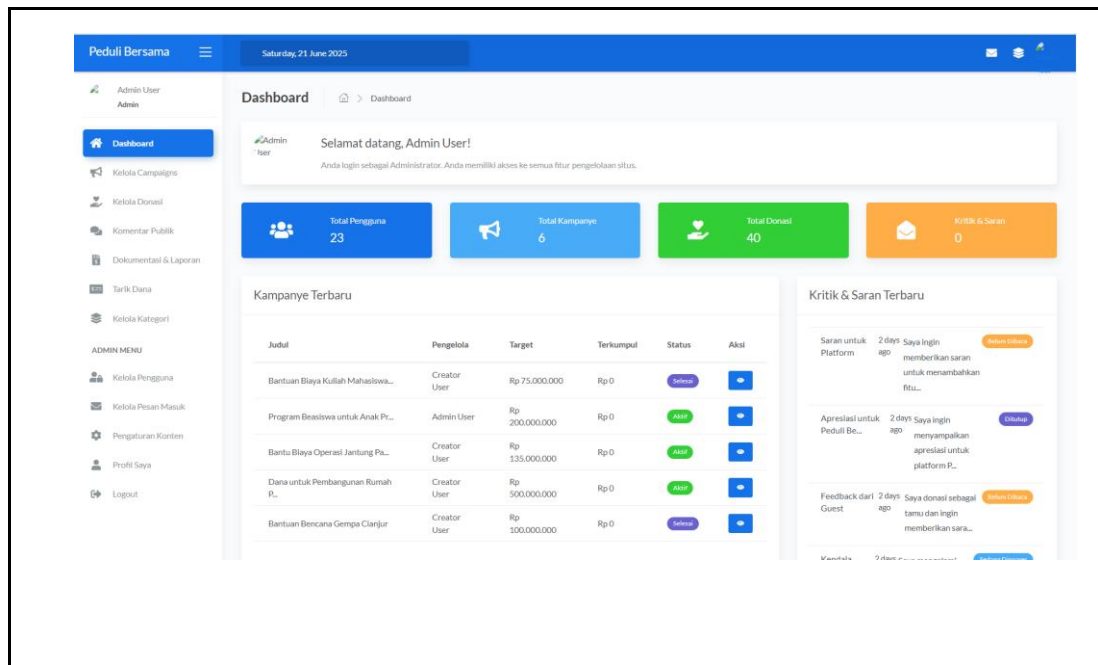 Peduli Bersama
Saturday, 21 June 2025
Admin User
Admin
Dashboard
Kelola Campaigns
Kelola Donasi
Komentar Publik
Dokumentasi & Laporan
Tarik Dana
Kelola Kategori
ADMIN MENU
Kelola Pengguna
Kelola Pesan Masuk
Pengaturan Konten
Profil Saya
Logout
Dashboard > Dashboard
Admin
Selamat datang, Admin User!
Anda login sebagai Administrator. Anda memiliki akses ke semua fitur pengelolaan situs.
Total Pengguna
23
Total Kampanye
6
Total Donasi
40
Kritik & Saran
0
Kampanye Terbaru
Judul Pengelola Target Terkumpul Status Aksi
Bantuan Biaya Kuliah Mahasiswa... Creator User Rp 75.000.000 Rp 0 Selesai
Program Beasiswa untuk Anak Pr... Admin User Rp 200.000.000 Rp 0 Aktif
Bantu Biaya Operasi Jantung Pa... Creator User Rp 135.000.000 Rp 0 Aktif
Dana untuk Pembangunan Rumah P... Creator User Rp 500.000.000 Rp 0 Aktif
Bantuan Bencana Gempa Cianjur Creator User Rp 100.000.000 Rp 0 Selesai
Kritik & Saran Terbaru
Saran untuk Platform 2 days ago Saya ingin memberikan saran untuk menambahkan fitu... Belum Dibaca
Apresiasi untuk Peduli Be... 2 days ago Saya ingin menyampaikan apresiasi untuk platform P... Ditutup
Feedback dari Guest 2 days ago Saya donasi sebagai tamu dan ingin memberikan sara... Belum Dibaca
Kendala 2 days